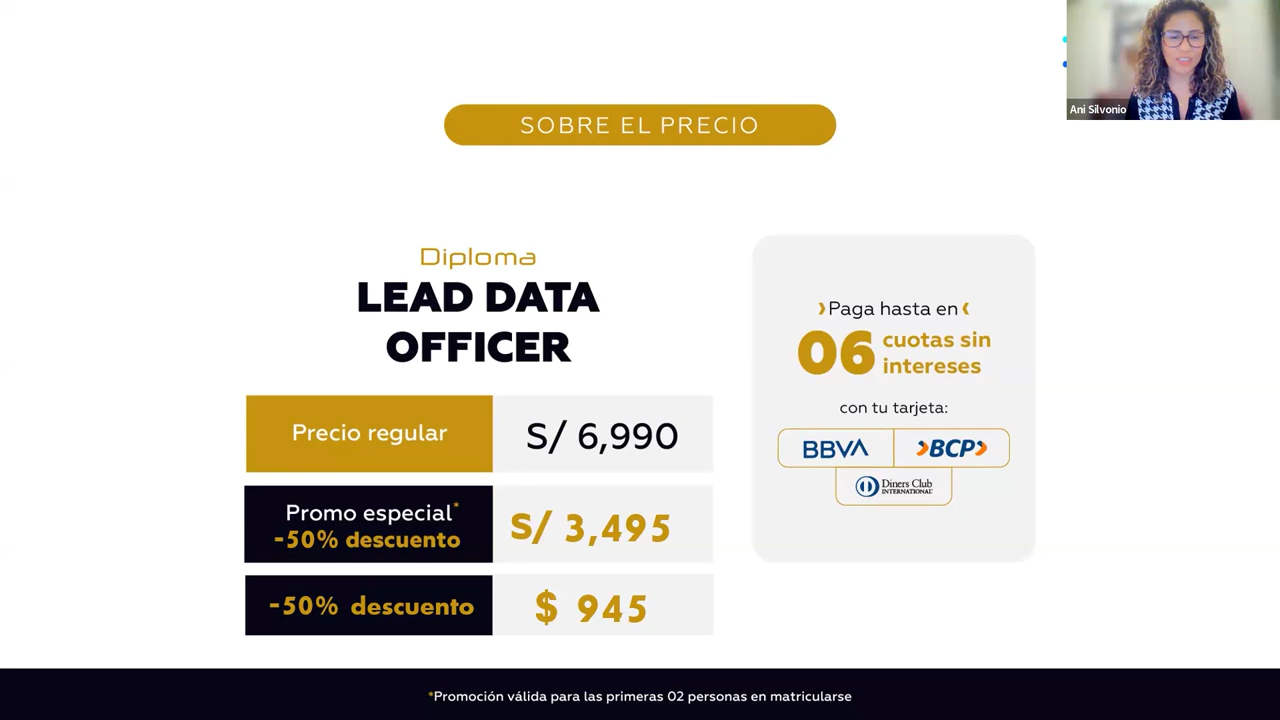 Ani Silvonio
SOBRE EL PRECIO
Diploma
LEAD DATA
OFFICER
Precio regular
S/ 6,990
Promo especial*
-50% descuento
S/ 3,495
-50% descuento
$ 945
Paga hasta en
06 cuotas sin
intereses
con tu tarjeta:
BBVA
BCP
Diners Club
INTERNATIONAL
*Promoción válida para las primeras 02 personas en matricularse